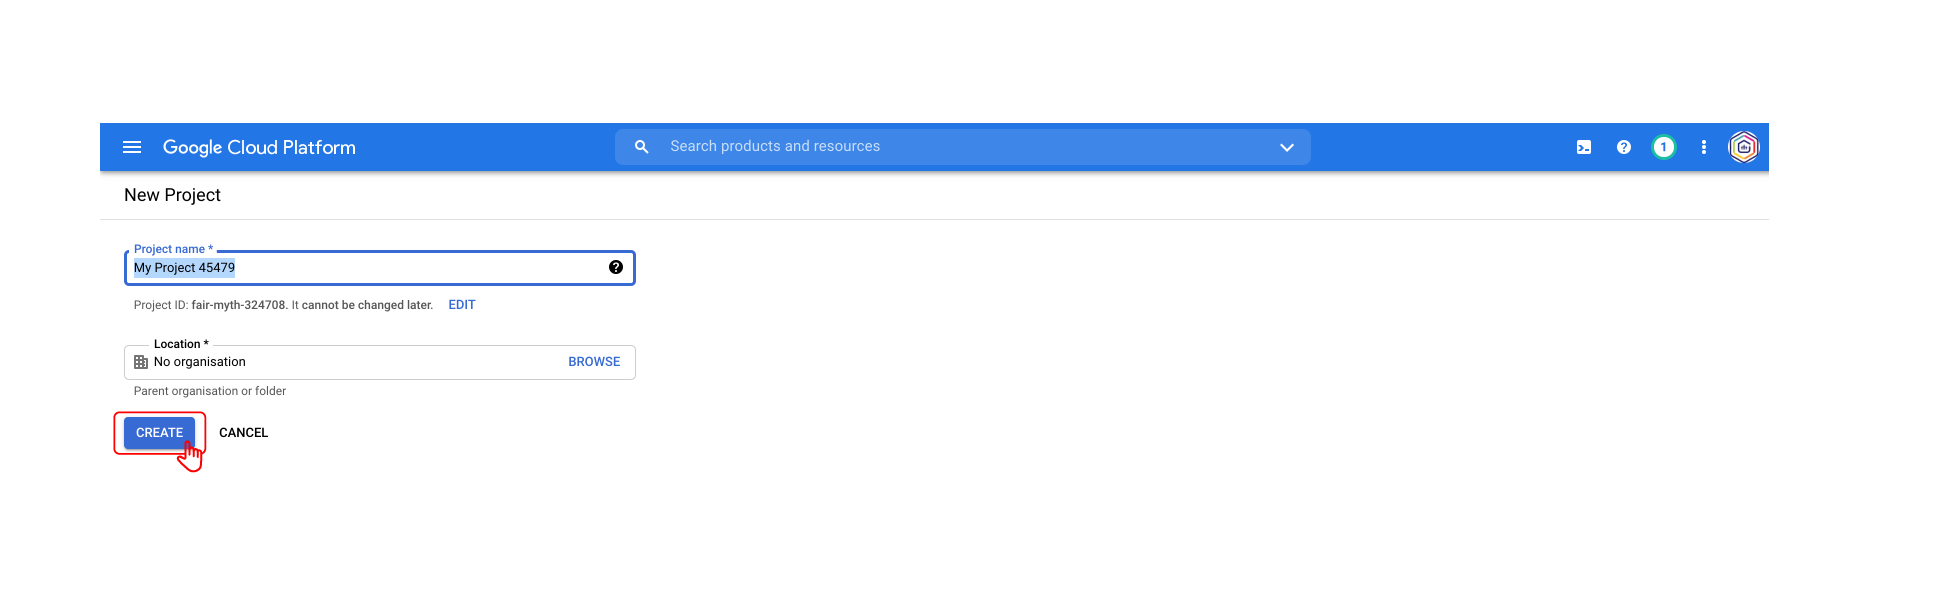 Google Cloud Platform
Search products and resources
1
New Project
Project name *
My Project 45479
Project ID: fair-myth-324708. It cannot be changed later. EDIT
Location *
No organisation BROWSE
Parent organisation or folder
CREATE CANCEL